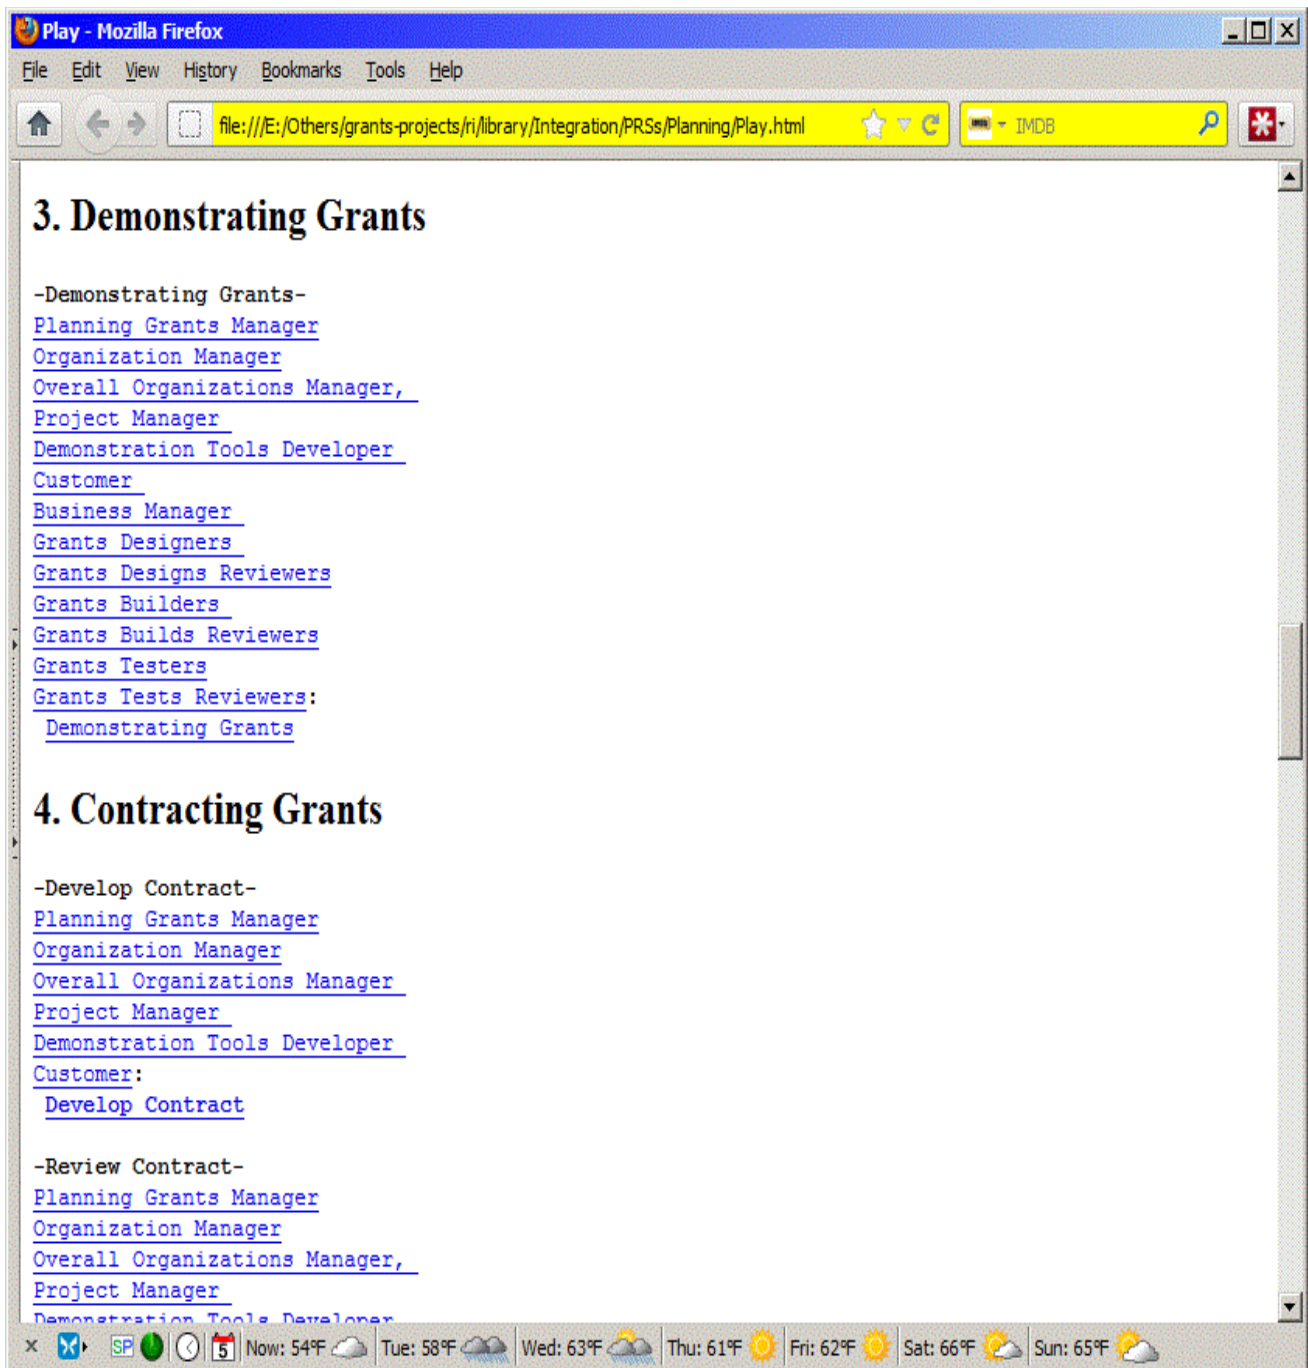 Play - Mozilla Firefox
File Edit View History Bookmarks Tools Help
file:///E:/Others/grants-projects/ri/library/Integration/PRSs/Planning/Play.html IMDB
3. Demonstrating Grants
-Demonstrating Grants-
Planning Grants Manager
Organization Manager
Overall Organizations Manager,
Project Manager
Demonstration Tools Developer
Customer
Business Manager
Grants Designers
Grants Designs Reviewers
Grants Builders
Grants Builds Reviewers
Grants Testers
Grants Tests Reviewers:
Demonstrating Grants
4. Contracting Grants
-Develop Contract-
Planning Grants Manager
Organization Manager
Overall Organizations Manager
Project Manager
Demonstration Tools Developer
Customer:
Develop Contract
-Review Contract-
Planning Grants Manager
Organization Manager
Overall Organizations Manager,
Project Manager
Demonstration Tools Developer
SP 5 Now: 54°F Tue: 58°F Wed: 63°F Thu: 61°F Fri: 62°F Sat: 66°F Sun: 65°F